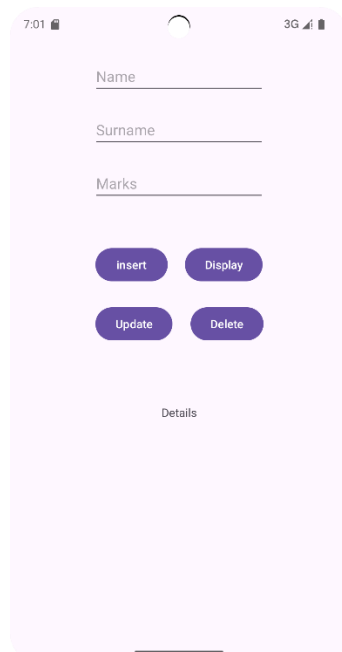 7:01 3G
Name
Surname
Marks
insert Display
Update Delete
Details